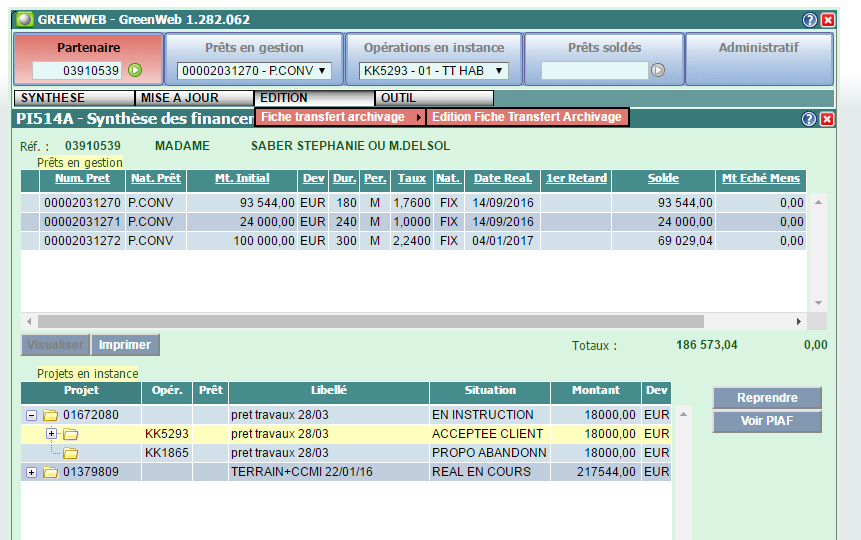 GREENWEB - GreenWeb 1.282.062
Partenaire
03910539
Prêts en gestion
00002031270 - P.CONV
Opérations en instance
KK5293 - 01 - TT HAB
Prêts soldés
Administratif
SYNTHESE MISE A JOUR EDITION OUTIL
PI514A - Synthèse des financer
Fiche transfert archivage Edition Fiche Transfert Archivage
Réf. : 03910539 MADAME SABER STEPHANIE OU M.DELSOL
Prêts en gestion
Num. Pret Nat. Prêt Mt. Initial Dev Dur. Per. Taux Nat. Date Real. 1er Retard Solde Mt Eché Mens
00002031270 P.CONV 93 544,00 EUR 180 M 1,7600 FIX 14/09/2016 93 544,00 0,00
00002031271 P.CONV 24 000,00 EUR 240 M 1,0000 FIX 14/09/2016 24 000,00 0,00
00002031272 P.CONV 100 000,00 EUR 300 M 2,2400 FIX 04/01/2017 69 029,04 0,00
Visualiser Imprimer Totaux : 186 573,04 0,00
Projets en instance
Projet Opér. Prêt Libellé Situation Montant Dev
01672080 pret travaux 28/03 EN INSTRUCTION 18000,00 EUR
KK5293 pret travaux 28/03 ACCEPTEE CLIENT 18000,00 EUR
KK1865 pret travaux 28/03 PROPO ABANDONN 18000,00 EUR
01379809 TERRAIN+CCMI 22/01/16 REAL EN COURS 217544,00 EUR
Reprendre
Voir PIAF